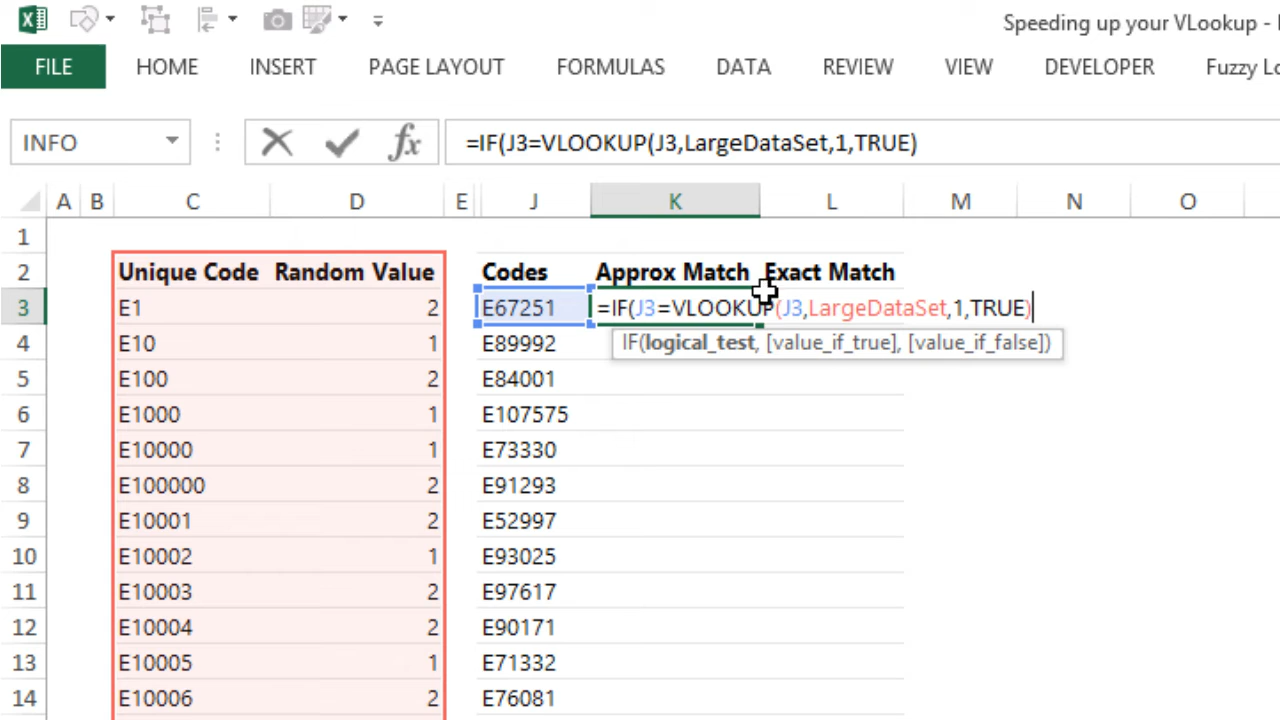 Speeding up your VLookup -
FILE HOME INSERT PAGE LAYOUT FORMULAS DATA REVIEW VIEW DEVELOPER Fuzzy Lo
INFO fx =IF(J3=VLOOKUP(J3,LargeDataSet,1,TRUE)
A B C D E J K L M N O
1
2 Unique Code Random Value Codes Approx Match Exact Match
3 E1 2 E67251 =IF(J3=VLOOKUP(J3,LargeDataSet,1,TRUE)
4 E10 1 E89992 IF(logical_test, [value_if_true], [value_if_false])
5 E100 2 E84001
6 E1000 1 E107575
7 E10000 1 E73330
8 E100000 2 E91293
9 E10001 2 E52997
10 E10002 1 E93025
11 E10003 2 E97617
12 E10004 2 E90171
13 E10005 1 E71332
14 E10006 2 E76081